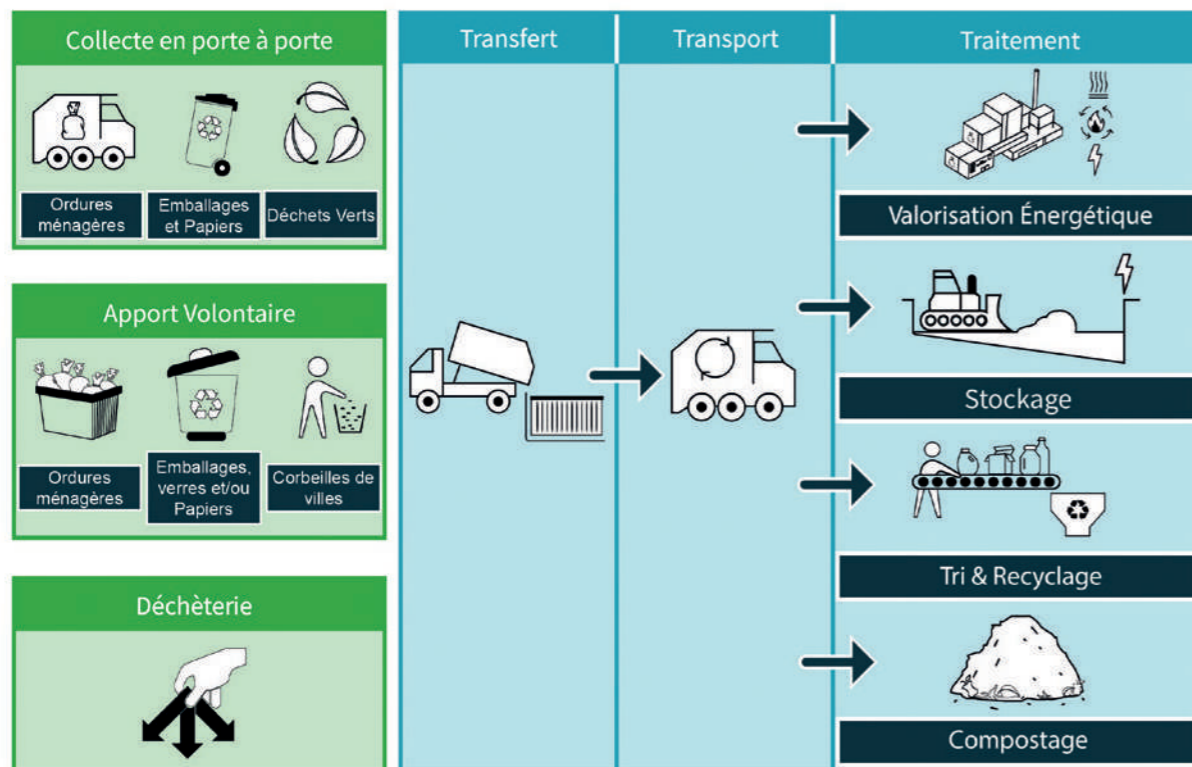 Collecte en porte à porte
Ordures
ménagères
Emballages
et Papiers
Déchets Verts
Apport Volontaire
Ordures
ménagères
Emballages,
verres et/ou
Papiers
Corbeilles de
villes
Déchèterie
Transfert
Transport
Traitement
Valorisation Énergétique
Stockage
Tri & Recyclage
Compostage